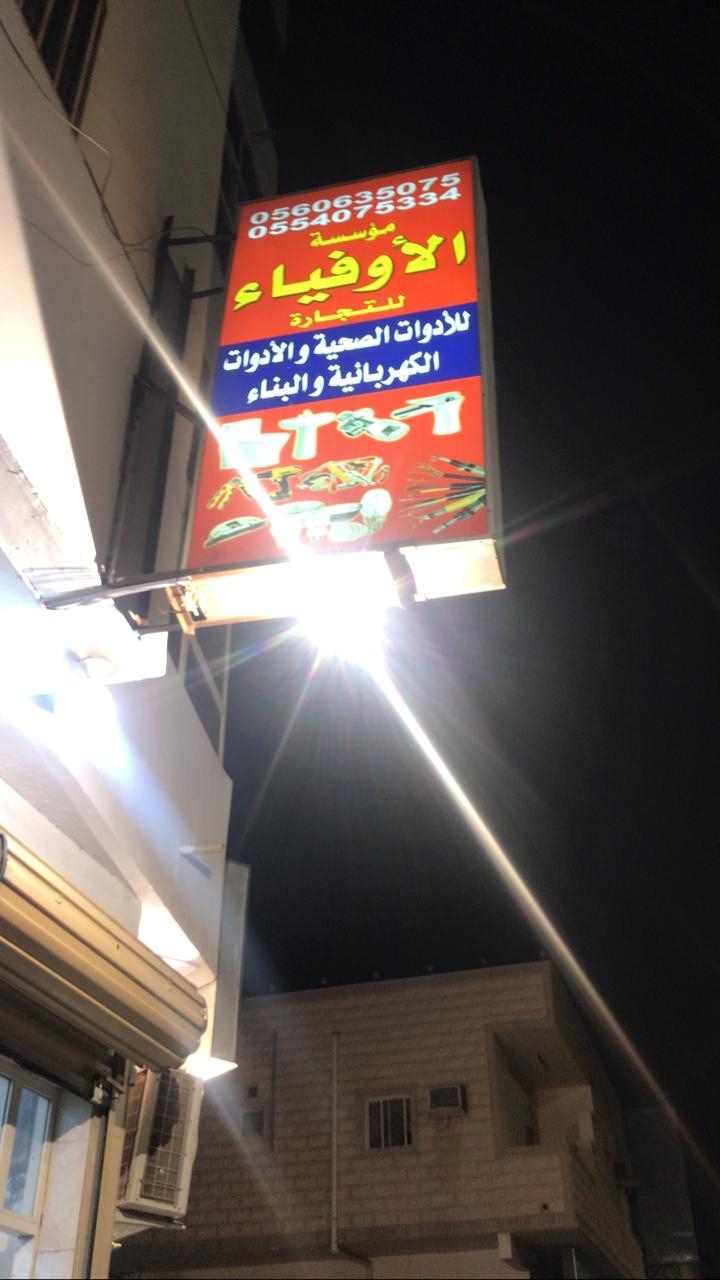 0560635075
0554075334
مؤسسة
الأوفياء
للتجارة
للأدوات الصحية والأدوات
الكهربائية والبناء